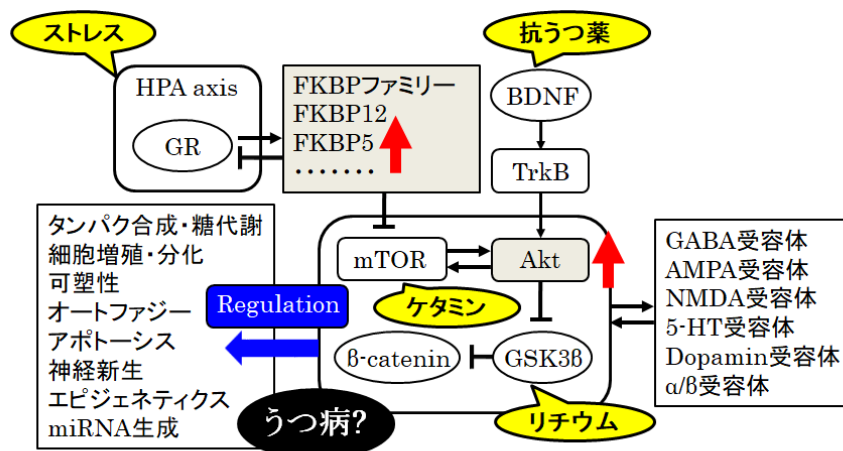 ストレス
抗うつ薬
HPA axis
GR
FKBPファミリー
FKBP12
FKBP5
·······
BDNF
TrkB
タンパク合成・糖代謝
細胞増殖・分化
可塑性
オートファジー
アポトーシス
神経新生
エピジェネティクス
miRNA生成
Regulation
mTOR
Akt
ケタミン
β-catenin
GSK3β
リチウム
うつ病?
GABA受容体
AMPA受容体
NMDA受容体
5-HT受容体
Dopamin受容体
α/β受容体